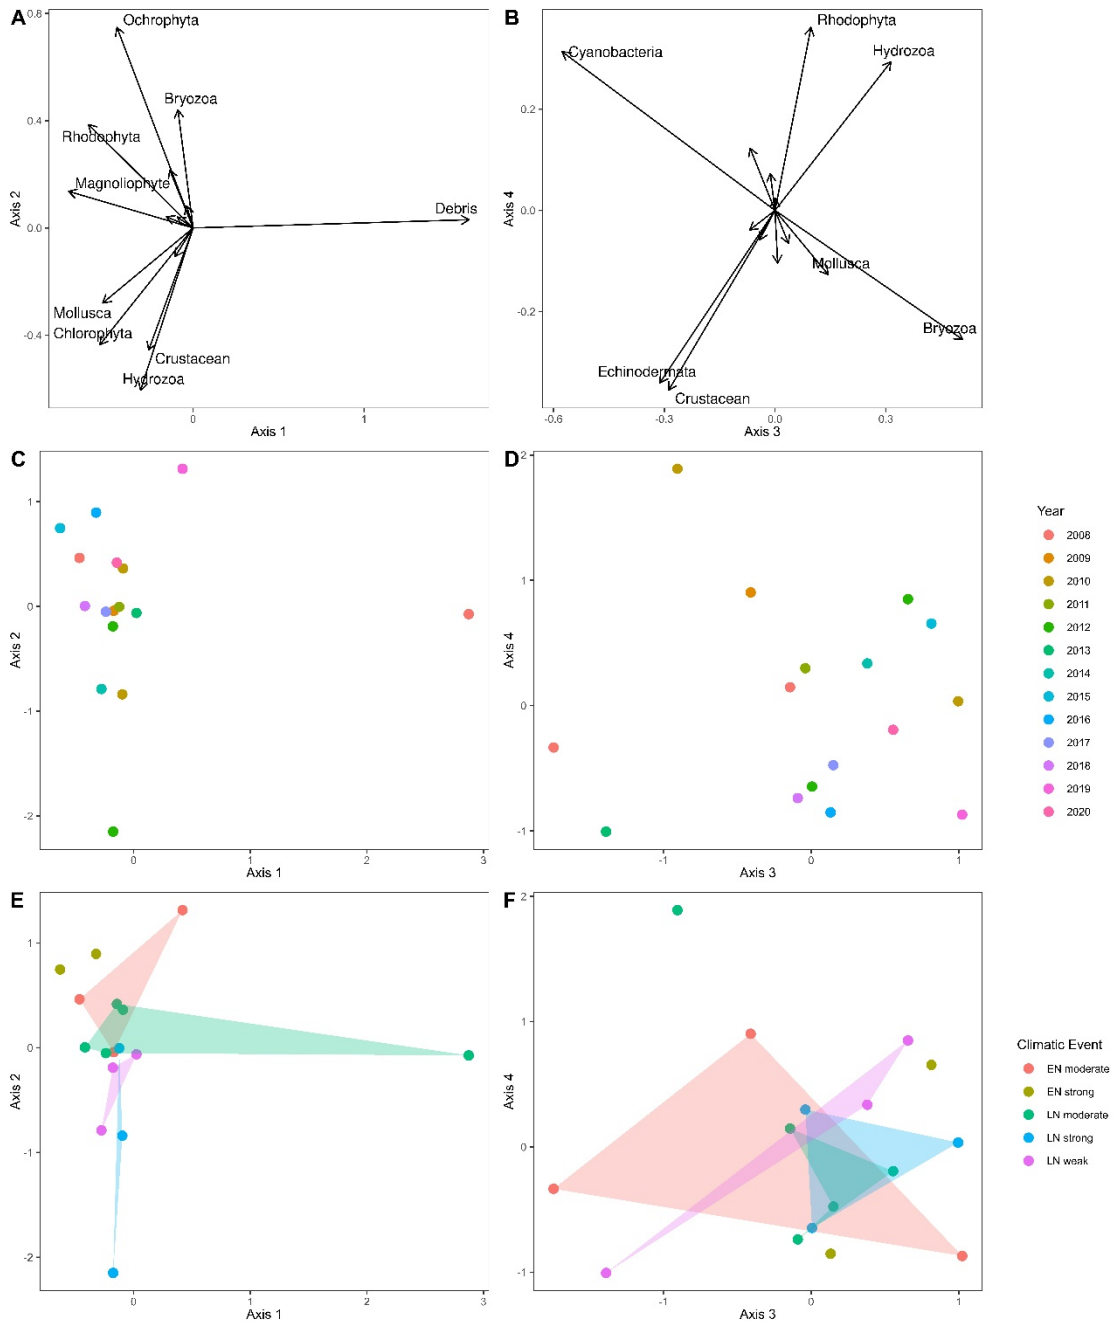 A
0.8
0.4
0.0
-0.4
Axis 2
Ochrophyta
Bryozoa
Rhodophyta
Magnoliophyte
Debris
Mollusca
Chlorophyta
Crustacean
Hydrozoa
0
1
Axis 1
B
0.2
0.0
-0.2
Axis 4
Rhodophyta
Hydrozoa
Cyanobacteria
Mollusca
Bryozoa
Echinodermata
Crustacean
-0.6
-0.3
0.0
0.3
Axis 3
C
1
0
-1
-2
Axis 2
0
1
2
3
Axis 1
D
2
1
0
-1
Axis 4
-1
0
1
Axis 3
Year
2008
2009
2010
2011
2012
2013
2014
2015
2016
2017
2018
2019
2020
E
1
0
-1
-2
Axis 2
0
1
2
3
Axis 1
F
2
1
0
-1
Axis 4
-1
0
1
Axis 3
Climatic Event
EN moderate
EN strong
LN moderate
LN strong
LN weak